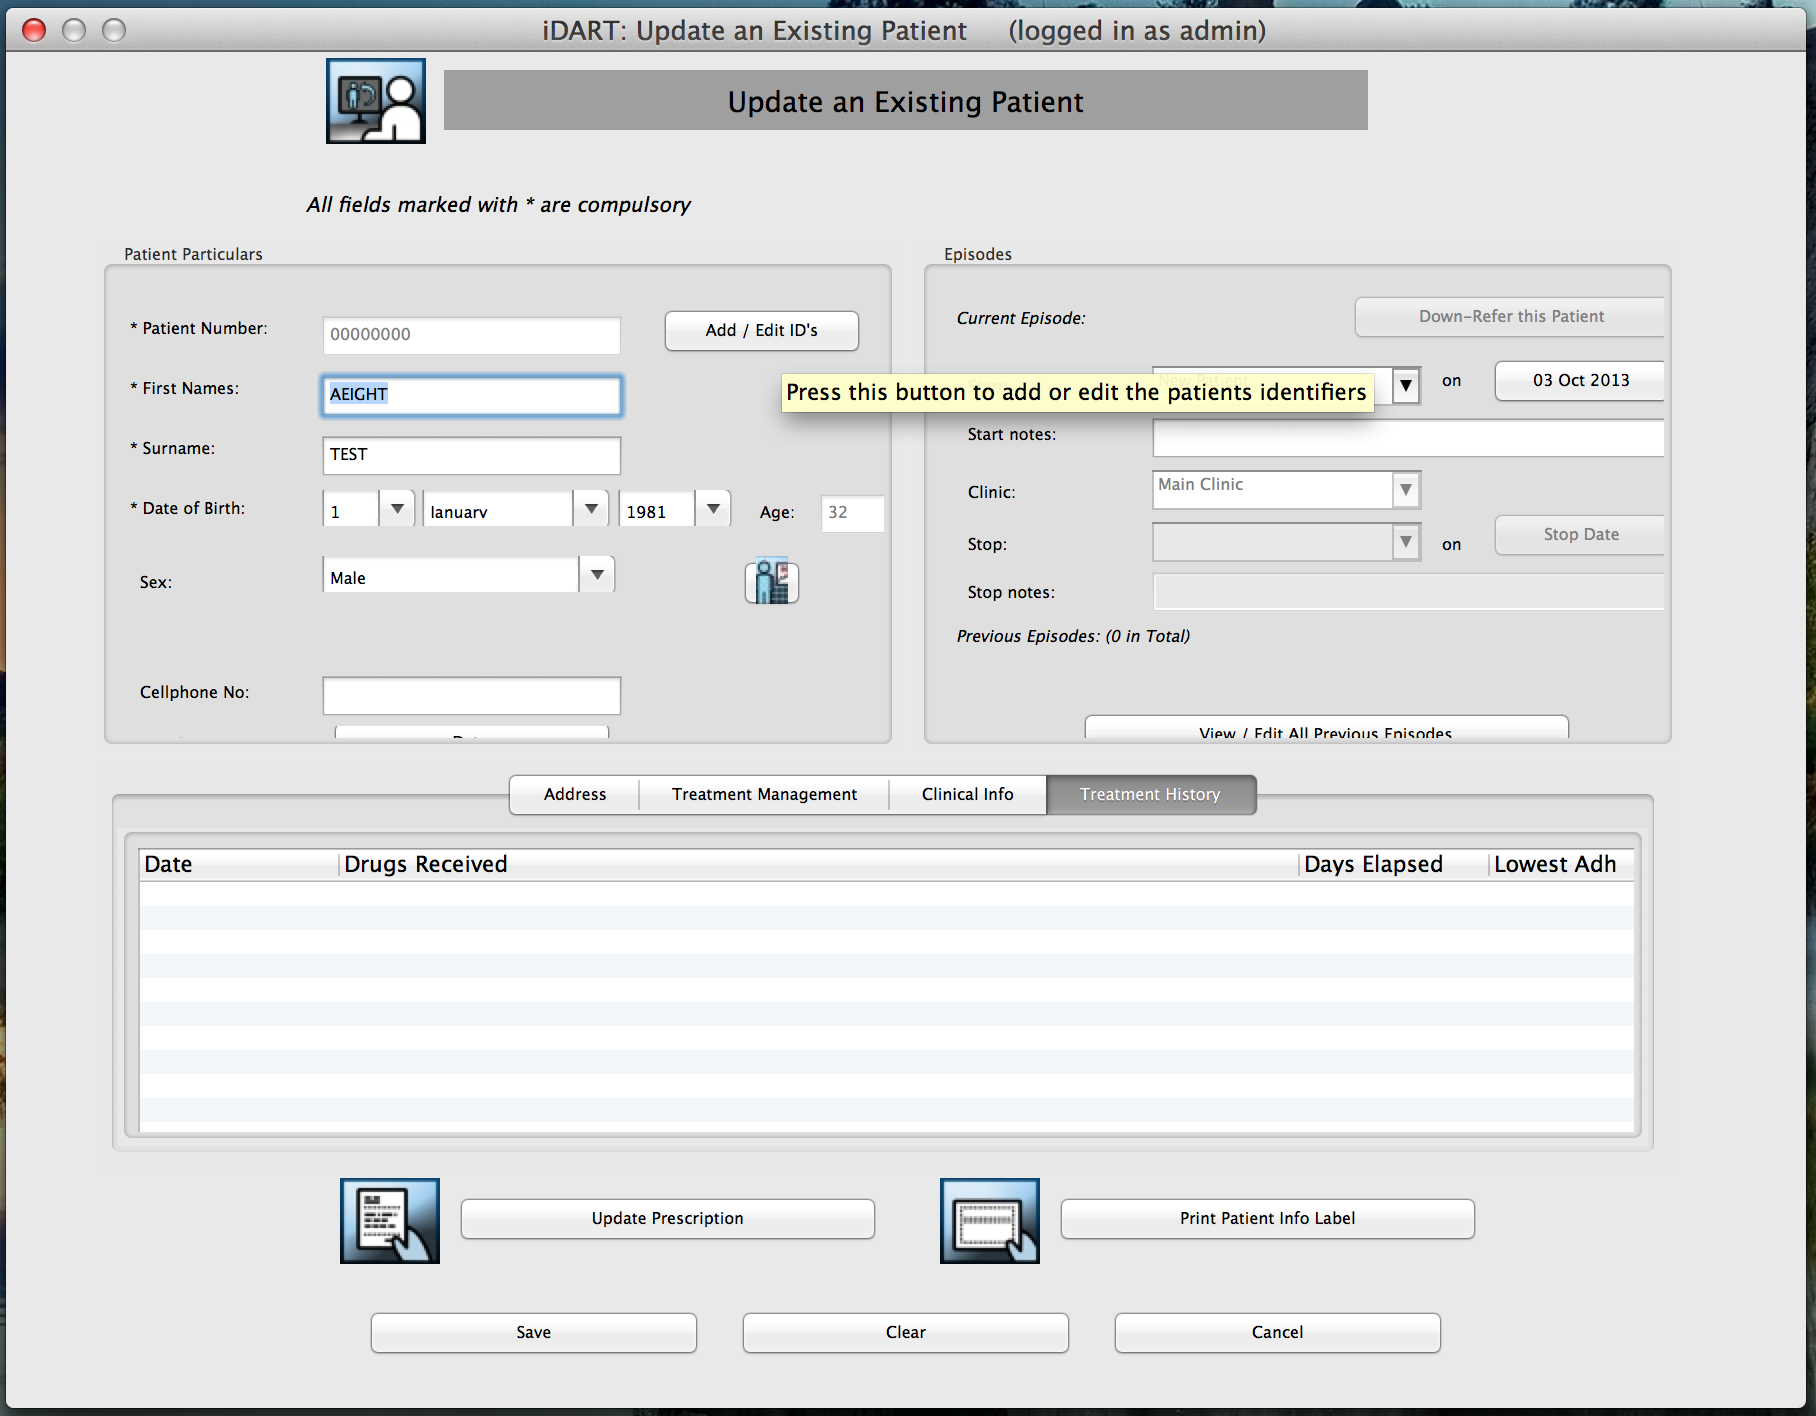 iDART: Update an Existing Patient (logged in as admin)
Update an Existing Patient
All fields marked with * are compulsory
Patient Particulars
* Patient Number:
00000000
Add / Edit ID's
* First Names:
AEIGHT
Press this button to add or edit the patients identifiers
* Surname:
TEST
* Date of Birth:
1
January
1981
Age:
32
Sex:
Male
Cellphone No:
Episodes
Current Episode:
Down-Refer this Patient
New Patient
on
03 Oct 2013
Start notes:
Clinic:
Main Clinic
Stop:
on
Stop Date
Stop notes:
Previous Episodes: (0 in Total)
View / Edit All Previous Episodes
Address
Treatment Management
Clinical Info
Treatment History
Date
Drugs Received
Days Elapsed
Lowest Adh
Update Prescription
Print Patient Info Label
Save
Clear
Cancel